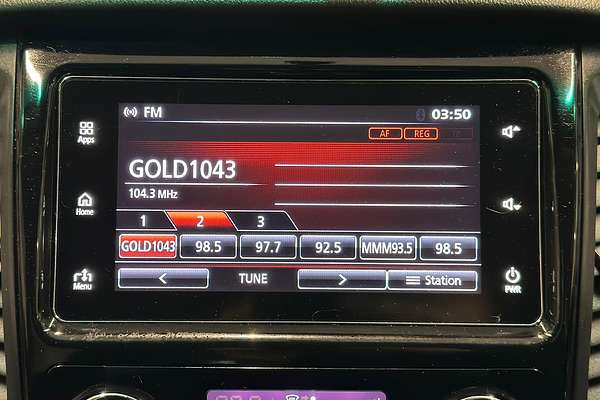 FM 03:50
AF REG
GOLD1043
104.3 MHz
1 2 3
GOLD1043 98.5 97.7 92.5 MMM93.5 98.5
< TUNE > Station
Apps
Home
Menu
PWR